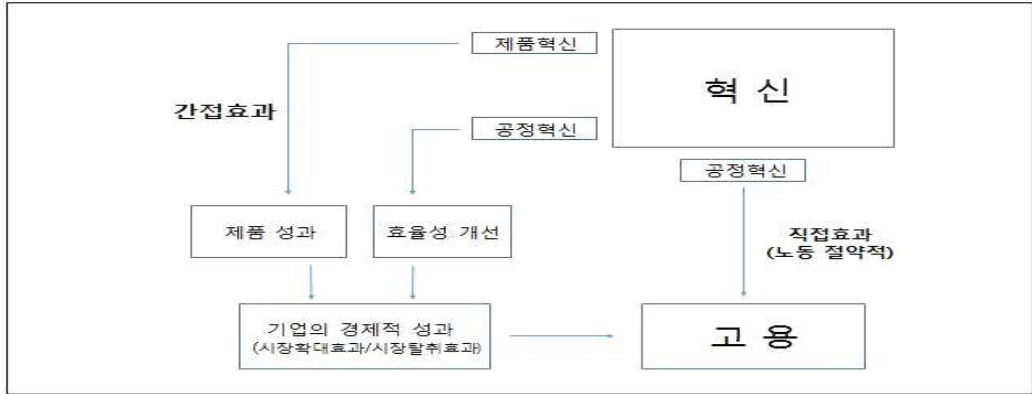 제품혁신
혁 신
간접효과
공정혁신
공정혁신
제품 성과
효율성 개선
직접효과
(노동 절약적)
기업의 경제적 성과
(시장확대효과/시장탈취효과)
고 용